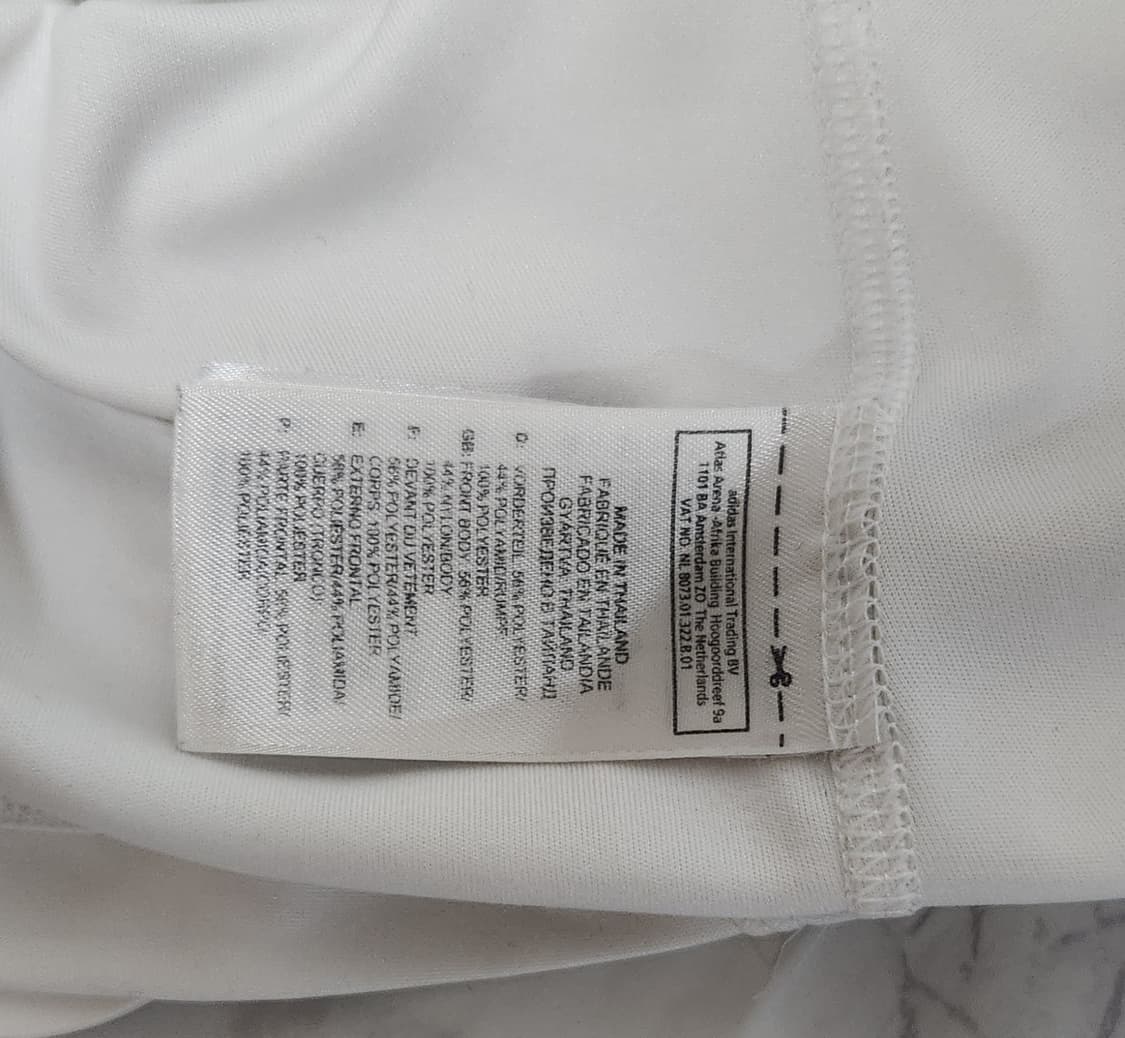 adidas International Trading BV
Atlas Arena -Afrika Building Hoogoorddreef 9a
1101 BA Amsterdam ZO The Netherlands
VAT NO: NL 8073.01.322.B.01
MADE IN THAILAND
FABRIQUÉ EN THAÏLANDE
FABRICADO EN TAILANDIA
GYÁRTVA THAILAND
ПРОИЗВЕДЕНО В ТАЙЛАНД
D: VORDERTEIL 56% POLYESTER/
44% POLYAMID/RUMPF
100% POLYESTER
GB: FRONT BODY 56% POLYESTER/
44% NYLON/BODY
100% POLYESTER
F: DEVANT DU VETEMENT
56% POLYESTER/44% POLYAMIDE/
CORPS 100% POLYESTER
E: EXTERNO FRONTAL
56% POLIÉSTER/44% POLIAMIDA/
CUERPO (TRONCO):
100% POLIÉSTER
P: PARTE FRONTAL 56% POLIÉSTER/
44% POLIAMIDA/CORPO/
100% POLIÉSTER